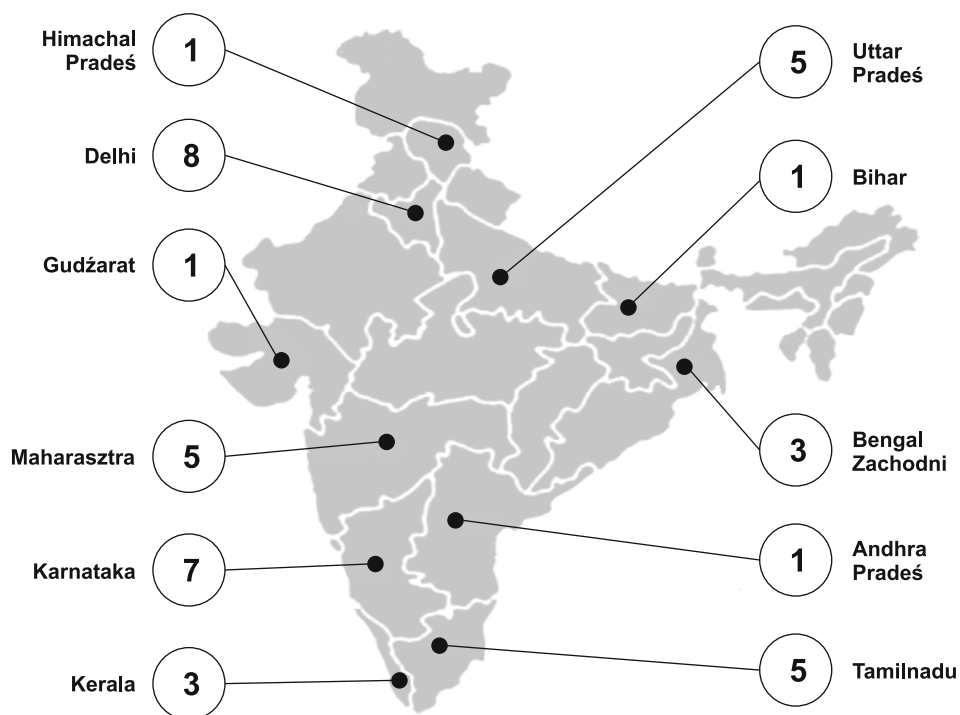 Himachal
Pradeś
1
Delhi
8
Gudźarat
1
Maharasztra
5
Karnataka
7
Kerala
3
5
Uttar
Pradeś
1
Bihar
3
Bengal
Zachodni
1
Andhra
Pradeś
5
Tamilnadu